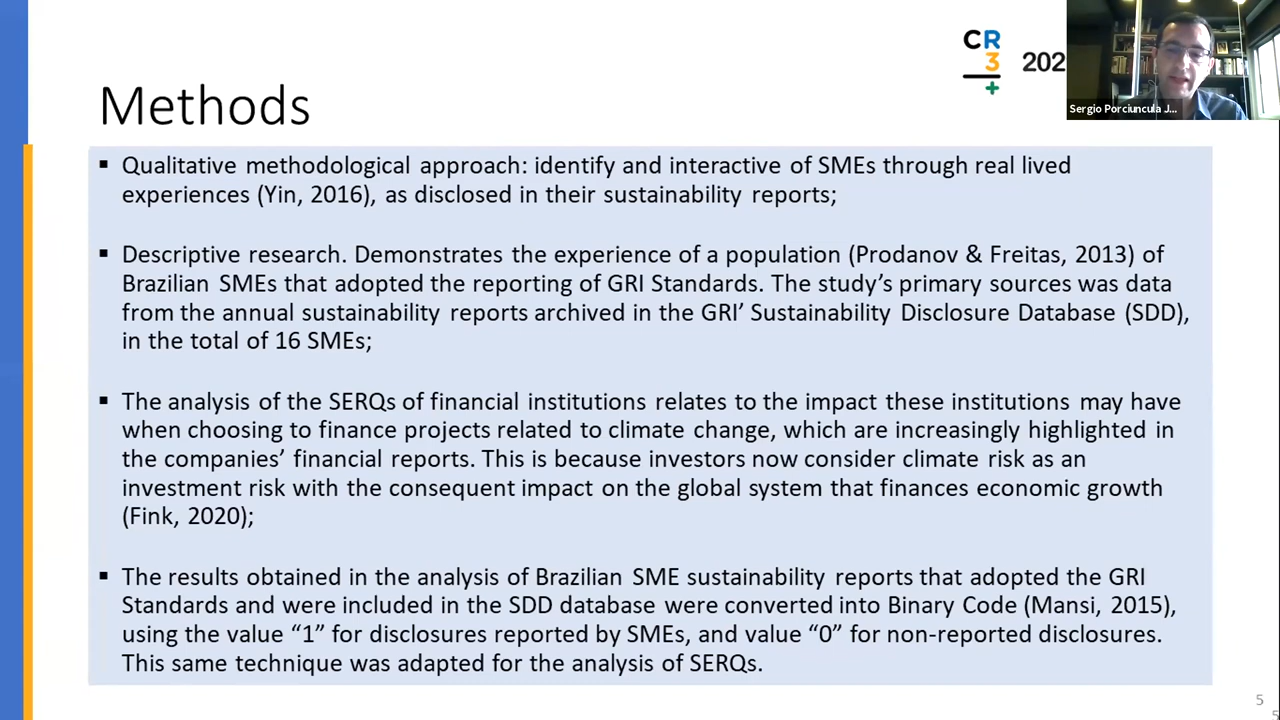 CR
3
+
202
Sergio Porciuncula J...
Methods
▪ Qualitative methodological approach: identify and interactive of SMEs through real lived
experiences (Yin, 2016), as disclosed in their sustainability reports;
▪ Descriptive research. Demonstrates the experience of a population (Prodanov & Freitas, 2013) of
Brazilian SMEs that adopted the reporting of GRI Standards. The study's primary sources was data
from the annual sustainability reports archived in the GRI' Sustainability Disclosure Database (SDD),
in the total of 16 SMEs;
▪ The analysis of the SERQs of financial institutions relates to the impact these institutions may have
when choosing to finance projects related to climate change, which are increasingly highlighted in
the companies' financial reports. This is because investors now consider climate risk as an
investment risk with the consequent impact on the global system that finances economic growth
(Fink, 2020);
▪ The results obtained in the analysis of Brazilian SME sustainability reports that adopted the GRI
Standards and were included in the SDD database were converted into Binary Code (Mansi, 2015),
using the value “1” for disclosures reported by SMEs, and value “0” for non-reported disclosures.
This same technique was adapted for the analysis of SERQs.
5
5